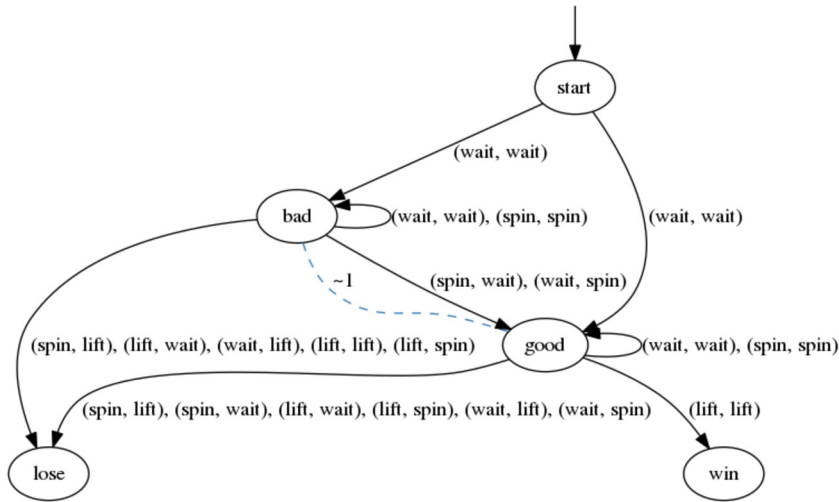 start
(wait, wait)
bad
(wait, wait), (spin, spin)
(wait, wait)
~1
(spin, wait), (wait, spin)
(spin, lift), (lift, wait), (wait, lift), (lift, lift), (lift, spin)
good
(wait, wait), (spin, spin)
(spin, lift), (spin, wait), (lift, wait), (lift, spin), (wait, lift), (wait, spin)
(lift, lift)
lose
win